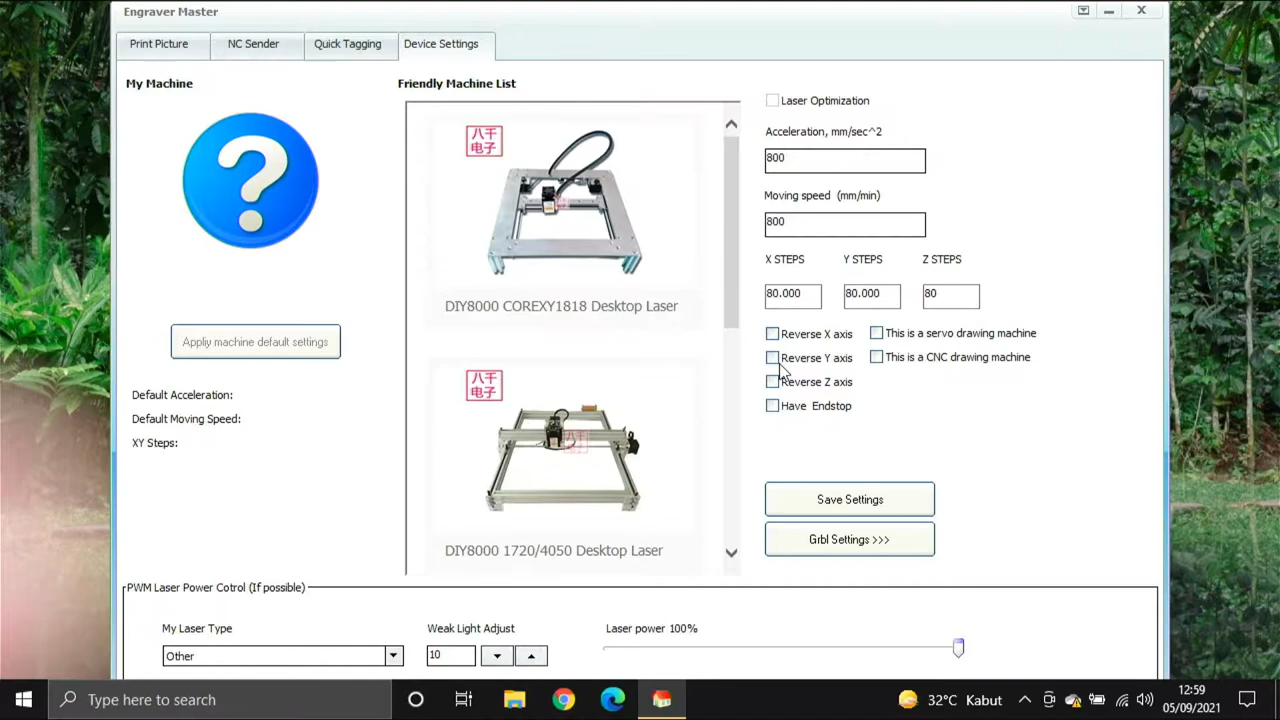 Engraver Master
Print Picture
NC Sender
Quick Tagging
Device Settings
My Machine
Appliy machine default settings
Default Acceleration:
Default Moving Speed:
XY Steps:
Friendly Machine List
八千
电子
DIY8000 COREXY1818 Desktop Laser
八千
电子
DIY8000 1720/4050 Desktop Laser
Laser Optimization
Acceleration, mm/sec^2
800
Moving speed (mm/min)
800
X STEPS Y STEPS Z STEPS
80.000 80.000 80
Reverse X axis This is a servo drawing machine
Reverse Y axis This is a CNC drawing machine
Reverse Z axis
Have Endstop
Save Settings
Grbl Settings >>>
PWM Laser Power Cotrol (If possible)
My Laser Type
Other
Weak Light Adjust
10
Laser power 100%
Type here to search
32°C Kabut
12:59
05/09/2021